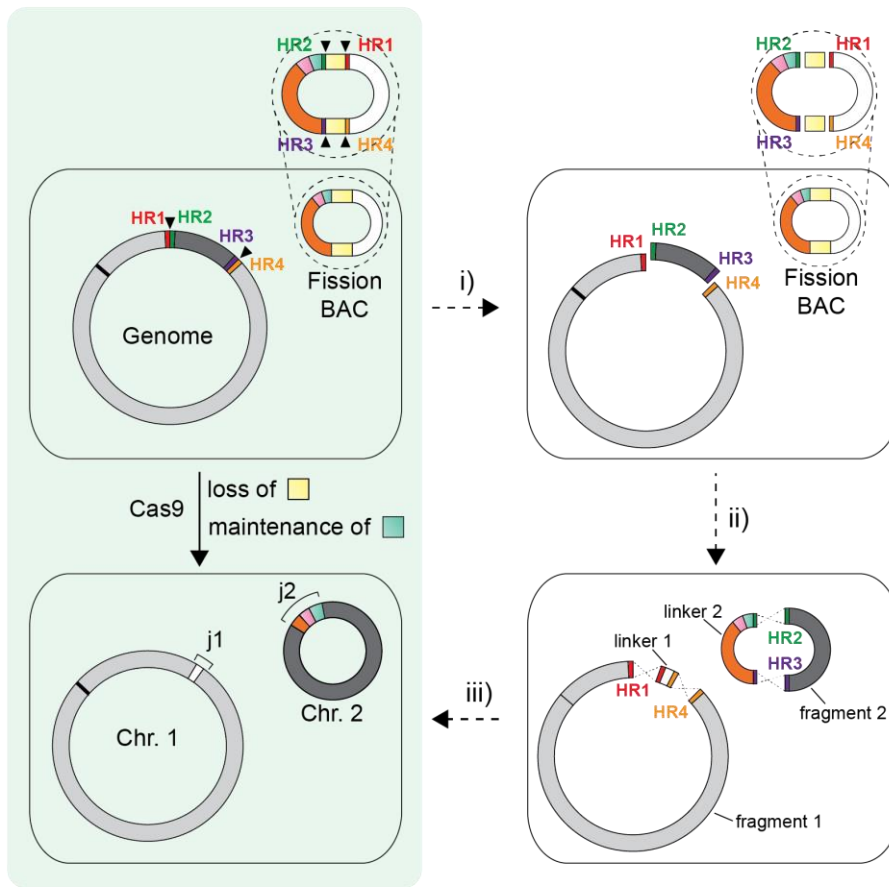 HR2
HR1
HR3
HR4
HR1
HR2
HR3
HR4
Genome
Fission
BAC
i)
HR2
HR1
HR3
HR4
HR1
HR2
HR3
HR4
Fission
BAC
Cas9
loss of
maintenance of
ii)
j2
j1
Chr. 1
Chr. 2
iii)
linker 2
linker 1
HR2
HR3
HR1
HR4
fragment 2
fragment 1